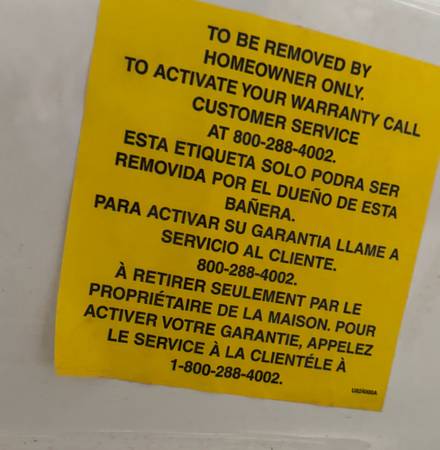 TO BE REMOVED BY
HOMEOWNER ONLY.
TO ACTIVATE YOUR WARRANTY CALL
CUSTOMER SERVICE
AT 800-288-4002.
ESTA ETIQUETA SOLO PODRA SER
REMOVIDA POR EL DUEÑO DE ESTA
BAÑERA.
PARA ACTIVAR SU GARANTIA LLAME A
SERVICIO AL CLIENTE.
800-288-4002.
À RETIRER SEULEMENT PAR LE
PROPRIÉTAIRE DE LA MAISON. POUR
ACTIVER VOTRE GARANTIE, APPELEZ
LE SERVICE À LA CLIENTÉLE À
1-800-288-4002.